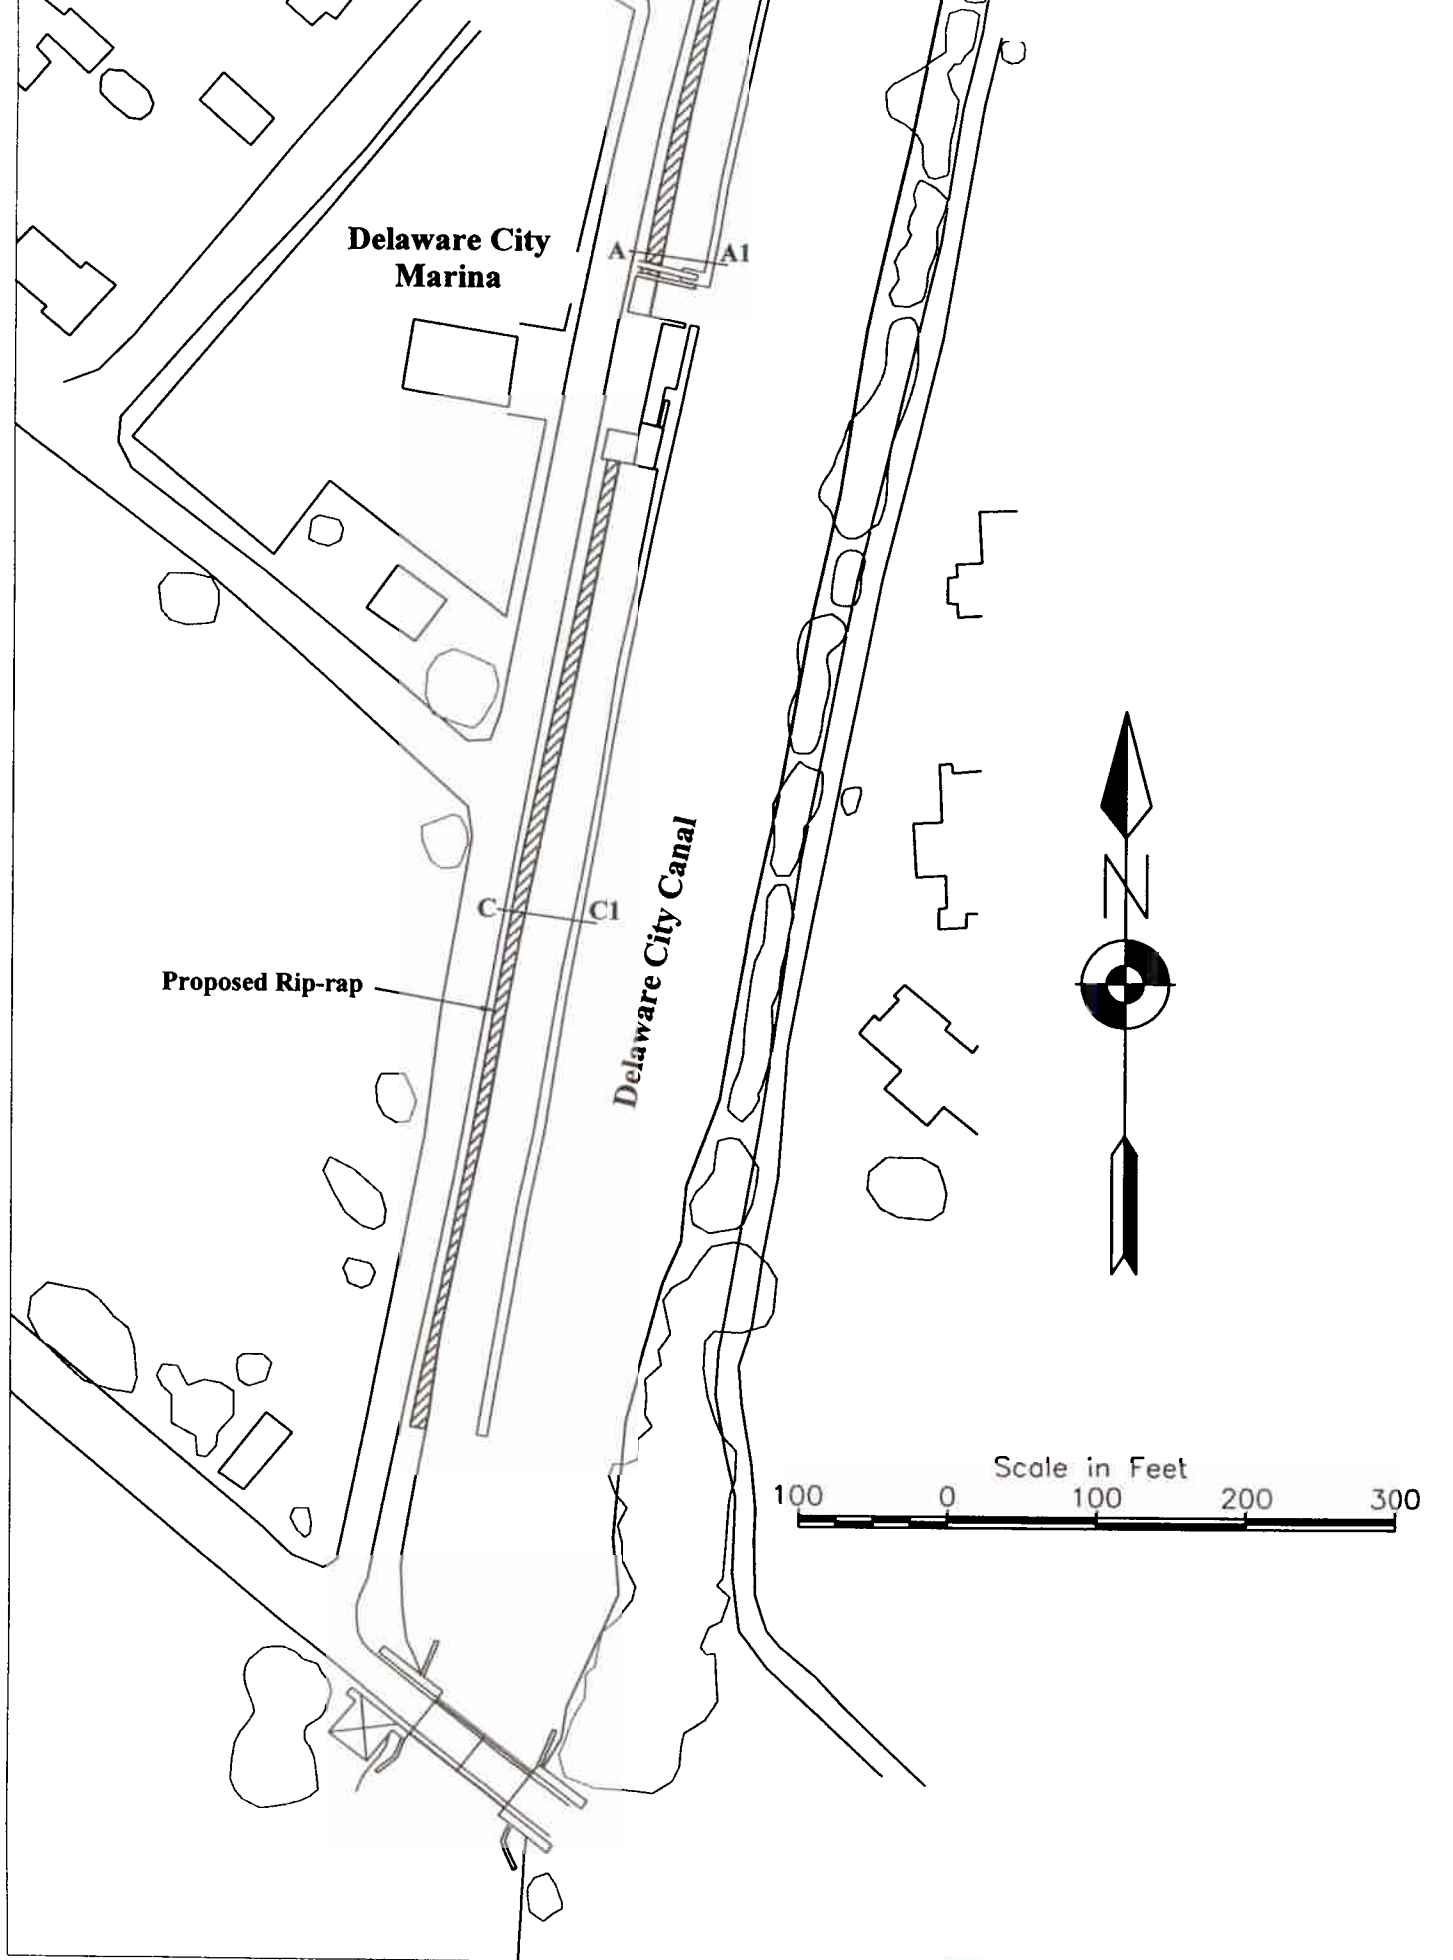 Delaware City
Marina
A A1
C C1
Delaware City Canal
Proposed Rip-rap
N
Scale in Feet
100 0 100 200 300